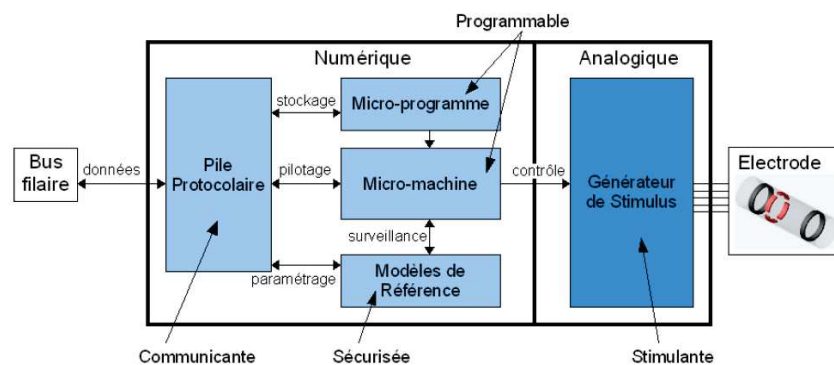 Programmable
Numérique
Analogique
stockage
Micro-programme
Bus
filaire
données
Pile
Protocolaire
pilotage
Micro-machine
contrôle
Générateur
de Stimulus
Electrode
surveillance
paramétrage
Modèles de
Référence
Communicante
Sécurisée
Stimulante